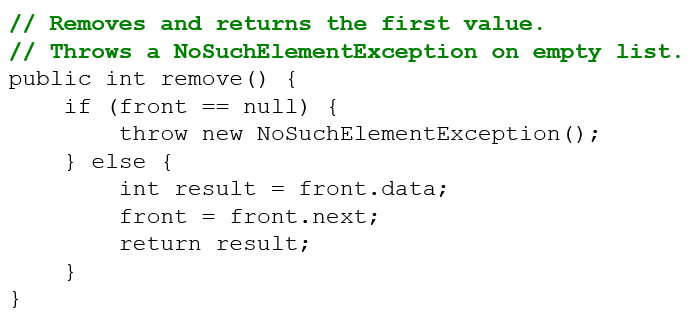 // Removes and returns the first value.
// Throws a NoSuchElementException on empty list.
public int remove() {
    if (front == null) {
        throw new NoSuchElementException();
    } else {
        int result = front.data;
        front = front.next;
        return result;
    }
}